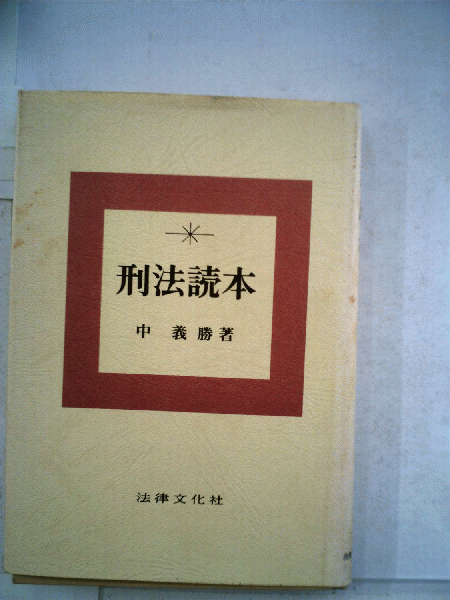 刑法読本
中 義勝著
法律文化社